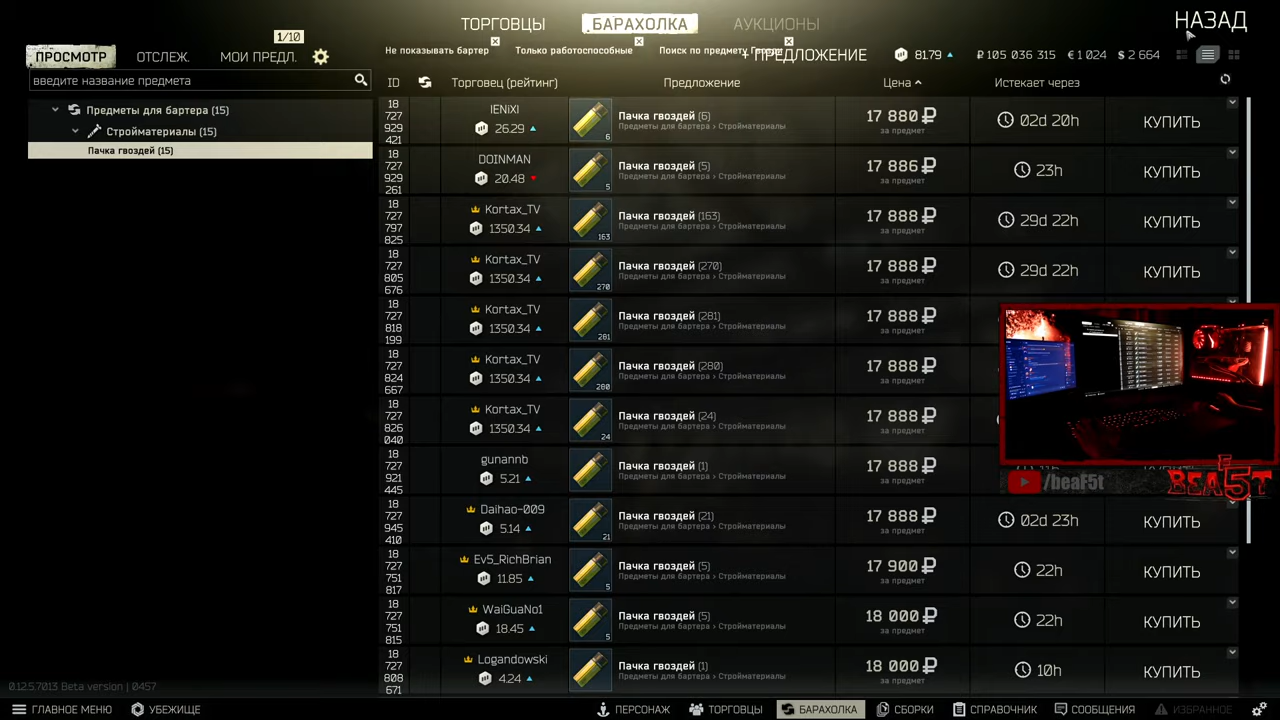 ТОРГОВЦЫ
БАРАХОЛКА
АУКЦИОНЫ
НАЗАД
1/10
ПРОСМОТР
ОТСЛЕЖ.
МОИ ПРЕДЛ.
Не показывать бартер
Только работоспособные
Поиск по предмету
+ ПРЕДЛОЖЕНИЕ
81.79
₽ 105 036 315
€ 1 024
$ 2 664
введите название предмета
ID
Торговец (рейтинг)
Предложение
Цена
Истекает через
Предметы для бартера (15)
Стройматериалы (15)
Пачка гвоздей (15)
18 727 929 421
IENiXI
26.29
6
Пачка гвоздей (6)
Предметы для бартера > Стройматериалы
17 880 ₽
за предмет
02d 20h
КУПИТЬ
18 727 929 261
DOINMAN
20.48
5
Пачка гвоздей (5)
Предметы для бартера > Стройматериалы
17 886 ₽
за предмет
23h
КУПИТЬ
18 727 797 825
Kortax_TV
1350.34
163
Пачка гвоздей (163)
Предметы для бартера > Стройматериалы
17 888 ₽
за предмет
29d 22h
КУПИТЬ
18 727 805 676
Kortax_TV
1350.34
270
Пачка гвоздей (270)
Предметы для бартера > Стройматериалы
17 888 ₽
за предмет
29d 22h
КУПИТЬ
18 727 818 199
Kortax_TV
1350.34
281
Пачка гвоздей (281)
Предметы для бартера > Стройматериалы
17 888 ₽
за предмет
18 727 824 667
Kortax_TV
1350.34
280
Пачка гвоздей (280)
Предметы для бартера > Стройматериалы
17 888 ₽
за предмет
18 727 826 040
Kortax_TV
1350.34
24
Пачка гвоздей (24)
Предметы для бартера > Стройматериалы
17 888 ₽
за предмет
18 727 921 445
gunannb
5.21
Пачка гвоздей (1)
Предметы для бартера > Стройматериалы
17 888 ₽
за предмет
/beaF5t
BEAF5T
18 727 945 410
Daihao-009
5.14
21
Пачка гвоздей (21)
Предметы для бартера > Стройматериалы
17 888 ₽
за предмет
02d 23h
КУПИТЬ
18 727 751 817
Ev5_RichBrian
11.85
5
Пачка гвоздей (5)
Предметы для бартера > Стройматериалы
17 900 ₽
за предмет
22h
КУПИТЬ
18 727 751 815
WaiGuaNo1
18.45
5
Пачка гвоздей (5)
Предметы для бартера > Стройматериалы
18 000 ₽
за предмет
22h
КУПИТЬ
18 727 808 671
Logandowski
4.24
Пачка гвоздей (1)
Предметы для бартера > Стройматериалы
18 000 ₽
за предмет
10h
КУПИТЬ
0.12.5.7013 Beta version | 0457
ГЛАВНОЕ МЕНЮ
УБЕЖИЩЕ
ПЕРСОНАЖ
ТОРГОВЦЫ
БАРАХОЛКА
СБОРКИ
СПРАВОЧНИК
СООБЩЕНИЯ
ИЗБРАННОЕ